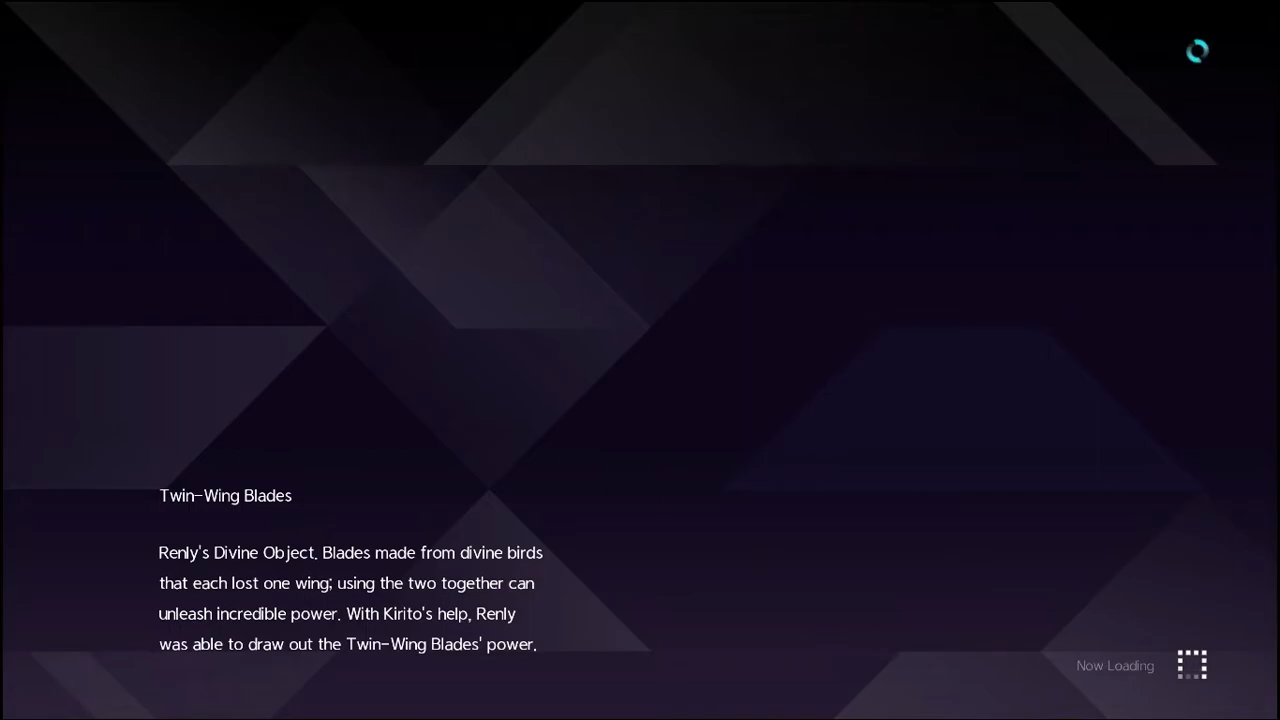 Twin-Wing Blades
Renly's Divine Object. Blades made from divine birds
that each lost one wing; using the two together can
unleash incredible power. With Kirito's help, Renly
was able to draw out the Twin-Wing Blades' power.
Now Loading